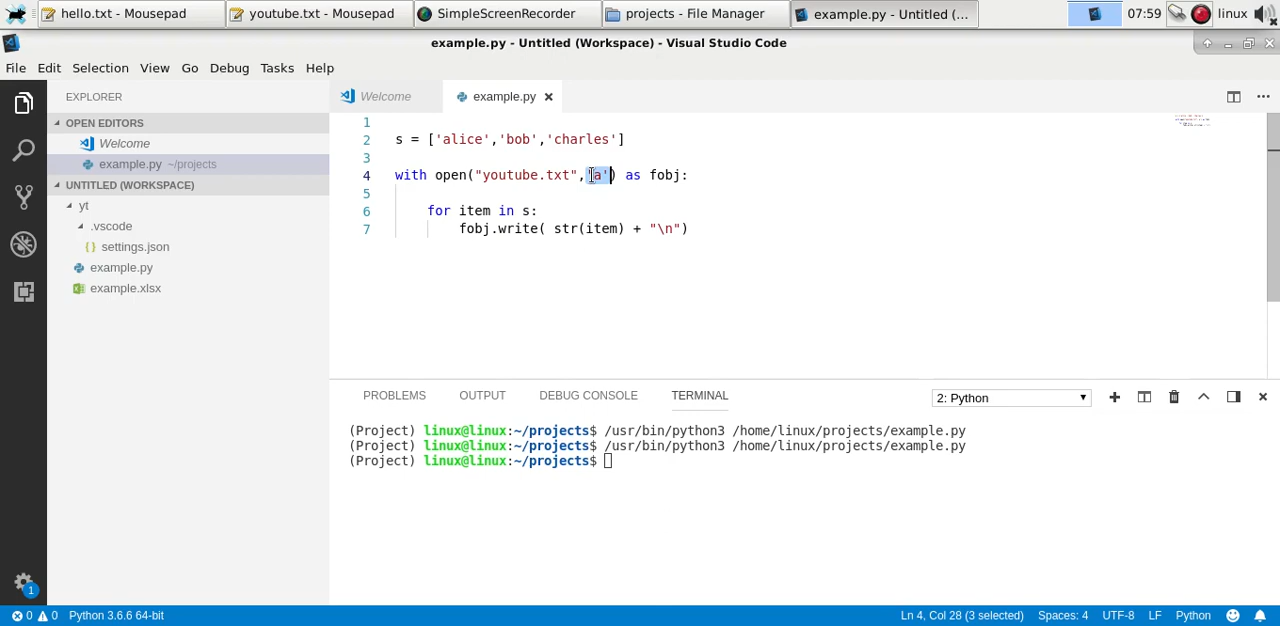 hello.txt - Mousepad youtube.txt - Mousepad SimpleScreenRecorder projects - File Manager example.py - Untitled (... 07:59 linux
example.py - Untitled (Workspace) - Visual Studio Code
File Edit Selection View Go Debug Tasks Help
EXPLORER
Welcome example.py
OPEN EDITORS
Welcome
example.py ~/projects
UNTITLED (WORKSPACE)
yt
.vscode
{} settings.json
example.py
example.xlsx
1
2 s = ['alice','bob','charles']
3
4 with open("youtube.txt",'a') as fobj:
5
6 for item in s:
7 fobj.write( str(item) + "\n")
PROBLEMS OUTPUT DEBUG CONSOLE TERMINAL 2: Python
(Project) linux@linux:~/projects$ /usr/bin/python3 /home/linux/projects/example.py
(Project) linux@linux:~/projects$ /usr/bin/python3 /home/linux/projects/example.py
(Project) linux@linux:~/projects$
1
0 0 Python 3.6.6 64-bit Ln 4, Col 28 (3 selected) Spaces: 4 UTF-8 LF Python